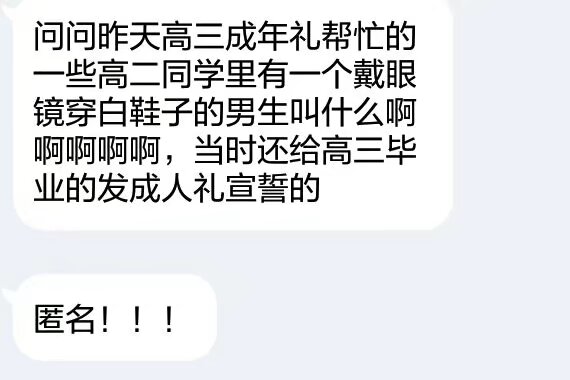 问问昨天高三成年礼帮忙的
一些高二同学里有一个戴眼
镜穿白鞋子的男生叫什么啊
啊啊啊啊，当时还给高三毕
业的发成人礼宣誓的
匿名！！！